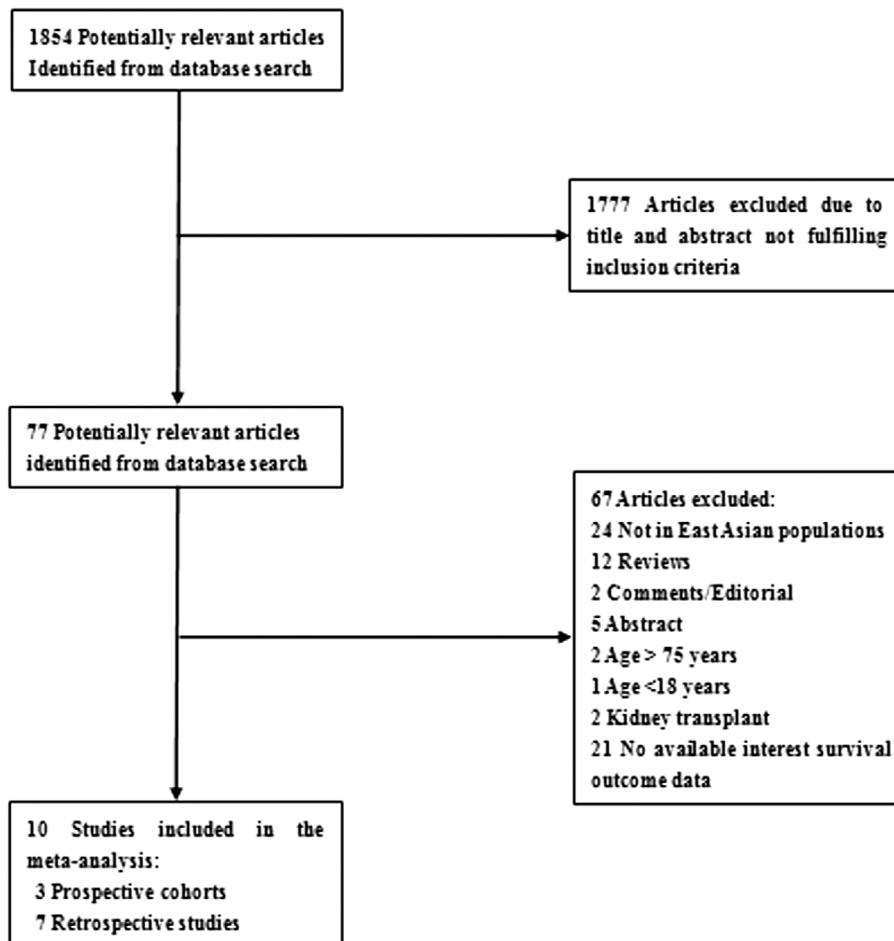 1854 Potentially relevant articles
Identified from database search
1777 Articles excluded due to
title and abstract not fulfilling
inclusion criteria
77 Potentially relevant articles
identified from database search
67 Articles excluded:
24 Not in East Asian populations
12 Reviews
2 Comments/Editorial
5 Abstract
2 Age > 75 years
1 Age <18 years
2 Kidney transplant
21 No available interest survival
outcome data
10 Studies included in the
meta-analysis:
3 Prospective cohorts
7 Retrospective studies